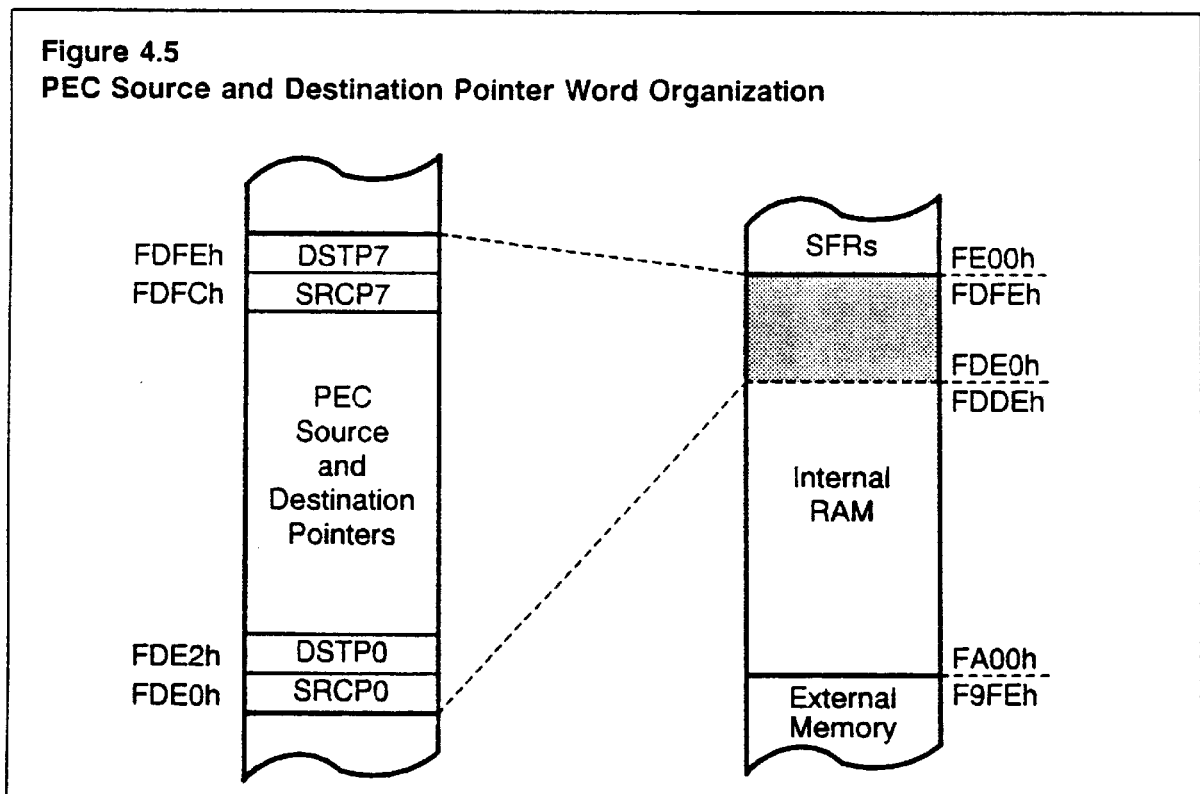 Figure 4.5
PEC Source and Destination Pointer Word Organization
FDFEh
DSTP7
FDFCh
SRCP7
PEC
Source
and
Destination
Pointers
FDE2h
DSTP0
FDE0h
SRCP0
SFRs
FE00h
FDFEh
FDE0h
FDDEh
Internal
RAM
FA00h
F9FEh
External
Memory